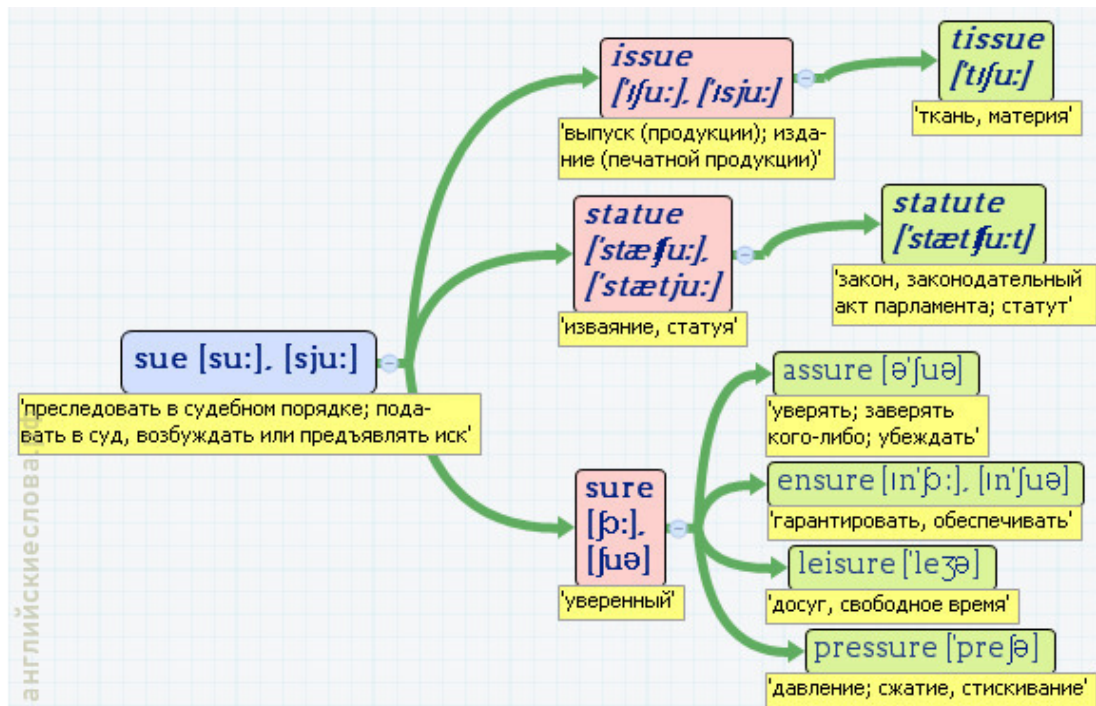 issue
['ɪʃu:], ['ɪsju:]
'выпуск (продукции); изда-
ние (печатной продукции)'
tissue
['tɪʃu:]
'ткань, материя'
statue
['stætʃu:],
['stætju:]
'изваяние, статуя'
statute
['stætʃu:t]
'закон, законодательный
акт парламента; статут'
sue [su:], [sju:]
'преследовать в судебном порядке; пода-
вать в суд, возбуждать или предъявлять иск'
sure
[ʃɔ:],
[ʃuə]
'уверенный'
assure [ə'ʃuə]
'уверять; заверять
кого-либо; убеждать'
ensure [ɪn'ʃɔ:], [ɪn'ʃuə]
'гарантировать, обеспечивать'
leisure ['leʒə]
'досуг, свободное время'
pressure ['preʃə]
'давление; сжатие, стискивание'
английскиеслова.рф